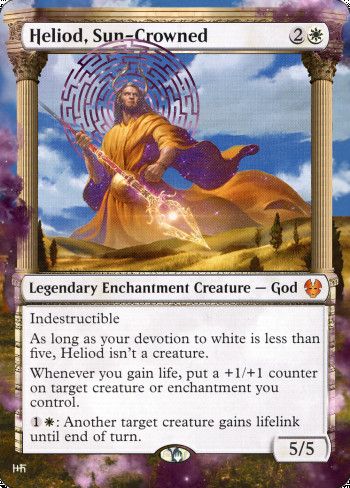 Heliod, Sun-Crowned 2
Legendary Enchantment Creature — God
Indestructible
As long as your devotion to white is less than
five, Heliod isn't a creature.
Whenever you gain life, put a +1/+1 counter
on target creature or enchantment you
control.
1 : Another target creature gains lifelink
until end of turn.
5/5